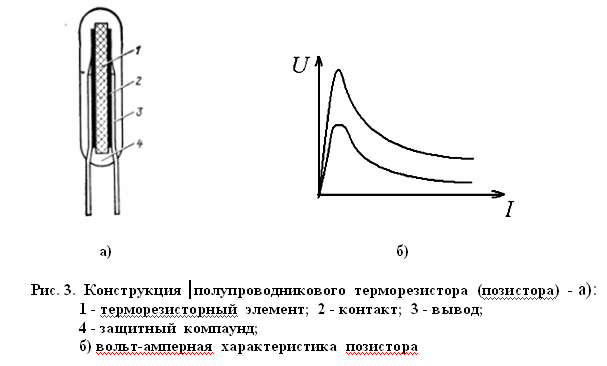 1
2
3
4
U
I
а)
б)
Рис. 3. Конструкция полупроводникового терморезистора (позистора) - а):
1 - терморезисторный элемент; 2 - контакт; 3 - вывод;
4 - защитный компаунд;
б) вольт-амперная характеристика позистора